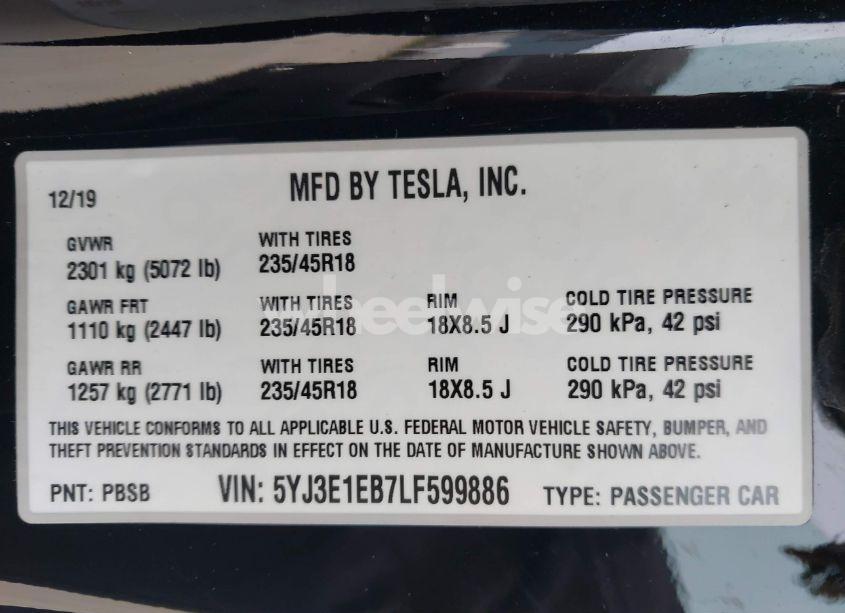 12/19 MFD BY TESLA, INC.
GVWR WITH TIRES
2301 kg (5072 lb) 235/45R18
GAWR FRT WITH TIRES RIM COLD TIRE PRESSURE
1110 kg (2447 lb) 235/45R18 18X8.5 J 290 kPa, 42 psi
GAWR RR WITH TIRES RIM COLD TIRE PRESSURE
1257 kg (2771 lb) 235/45R18 18X8.5 J 290 kPa, 42 psi
THIS VEHICLE CONFORMS TO ALL APPLICABLE U.S. FEDERAL MOTOR VEHICLE SAFETY, BUMPER, AND
THEFT PREVENTION STANDARDS IN EFFECT ON THE DATE OF MANUFACTURE SHOWN ABOVE.
PNT: PBSB VIN: 5YJ3E1EB7LF599886 TYPE: PASSENGER CAR
wheelwise